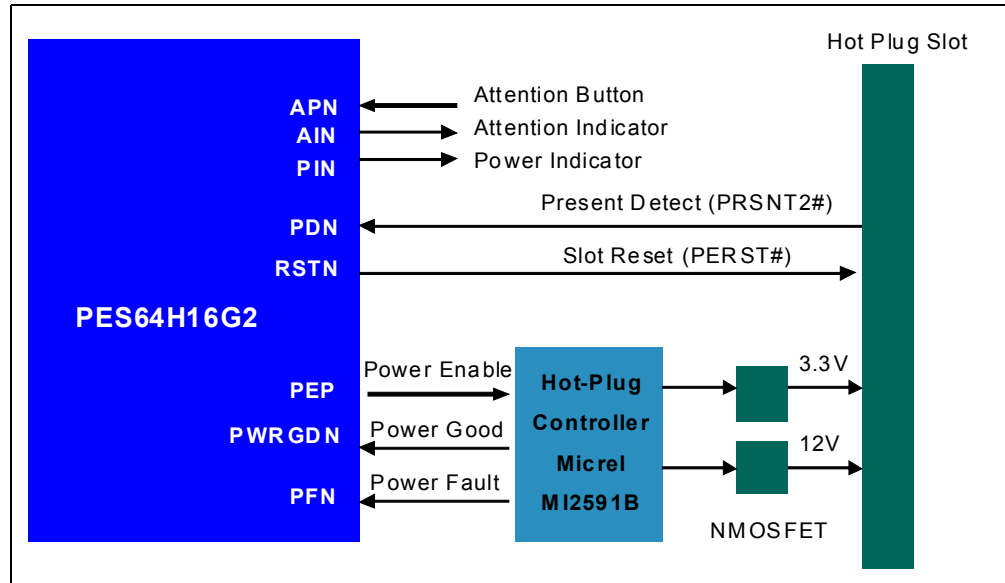 Hot Plug Slot
APN
Attention Button
AIN
Attention Indicator
PIN
Power Indicator
Present Detect (PRSNT2#)
PDN
Slot Reset (PERST#)
RSTN
PES64H16G2
Power Enable
PEP
Hot-Plug
3.3V
Controller
PWRGDN
Power Good
12V
Micrel
Power Fault
PFN
MI2591B
NMOSFET